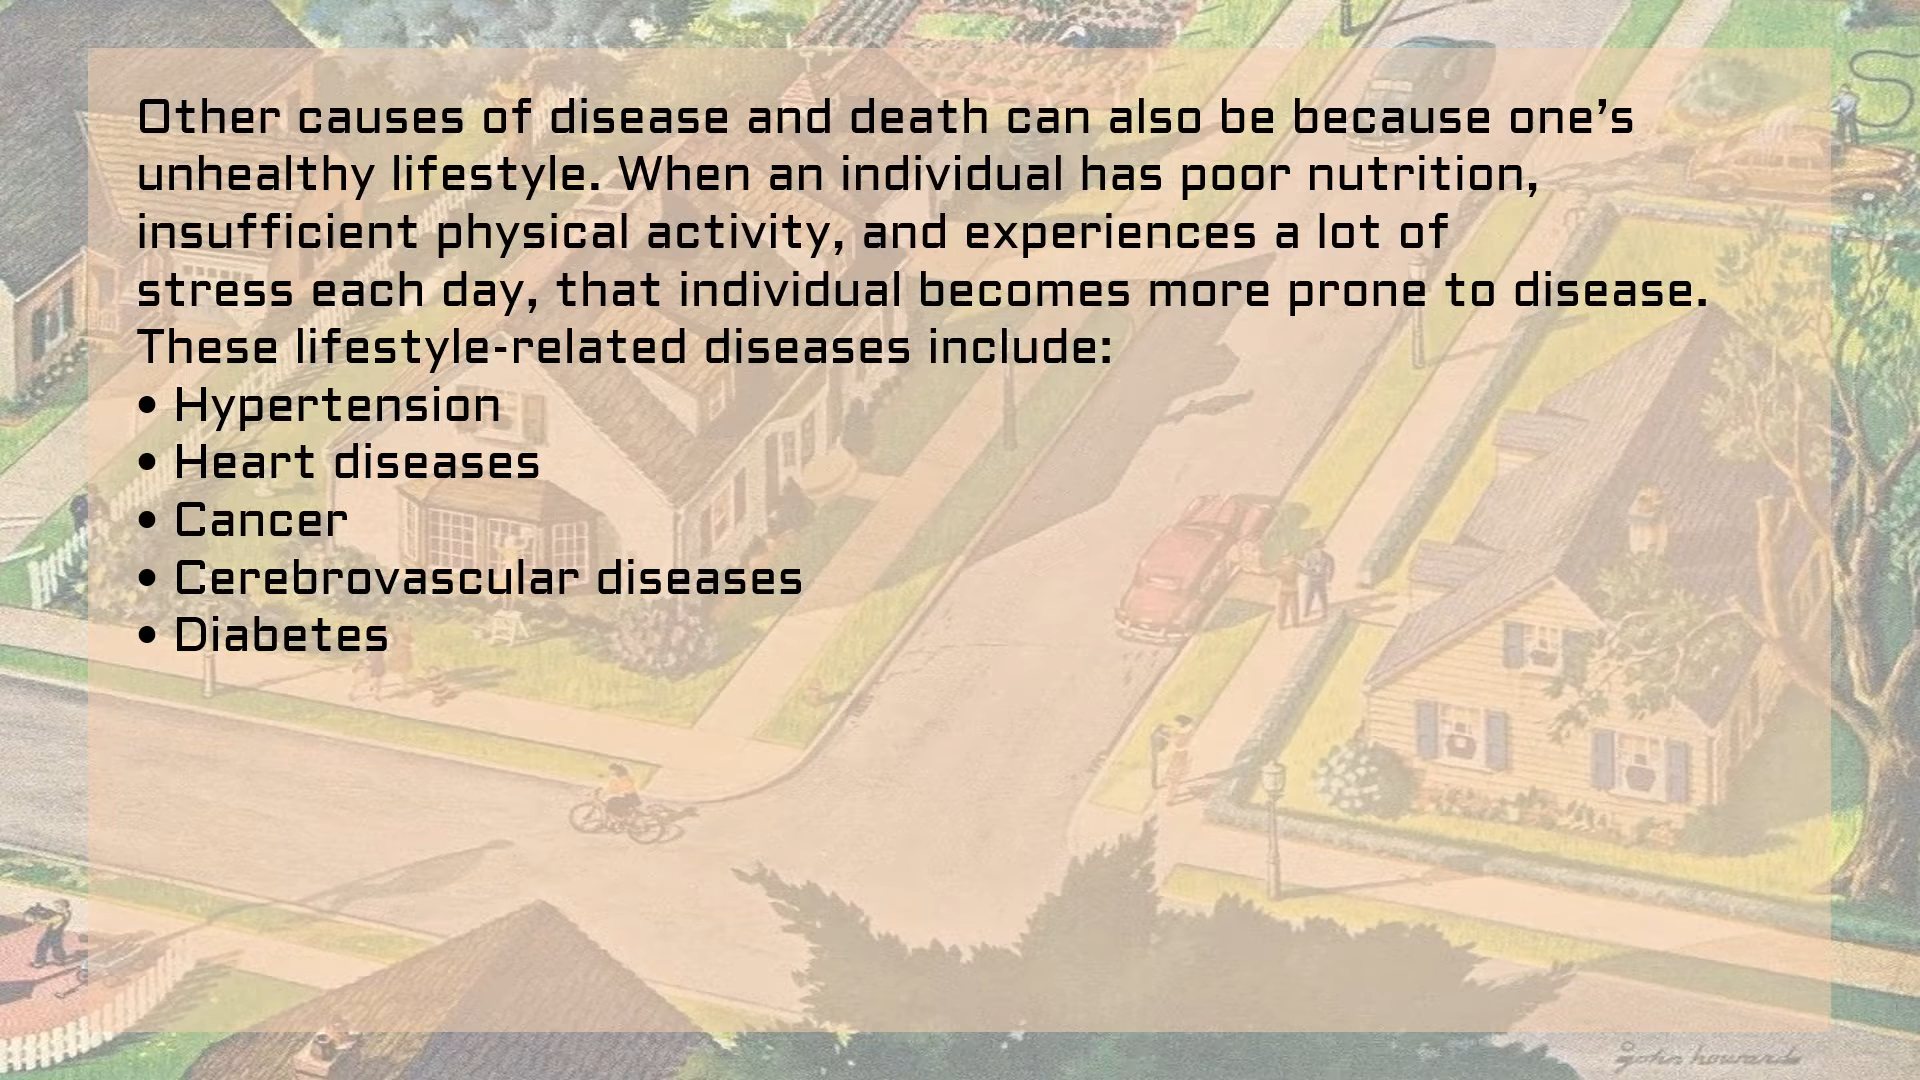 Other causes of disease and death can also be because one’s
unhealthy lifestyle. When an individual has poor nutrition,
insufficient physical activity, and experiences a lot of
stress each day, that individual becomes more prone to disease.
These lifestyle-related diseases include:
• Hypertension
• Heart diseases
• Cancer
• Cerebrovascular diseases
• Diabetes
john howard